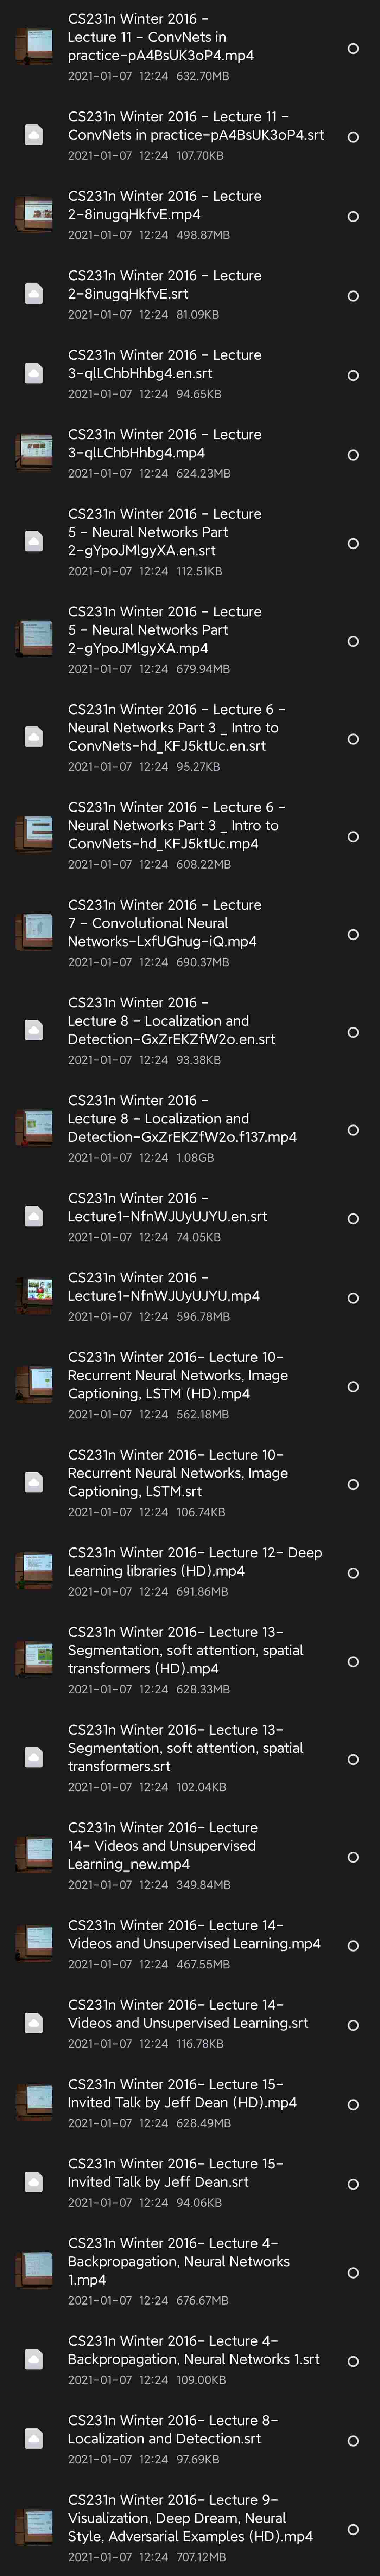 CS231n Winter 2016 -
Lecture 11 - ConvNets in
practice-pA4BsUK3oP4.mp4
2021-01-07 12:24 632.70MB
CS231n Winter 2016 - Lecture 11 -
ConvNets in practice-pA4BsUK3oP4.srt
2021-01-07 12:24 107.70KB
CS231n Winter 2016 - Lecture
2-8inugqHkfvE.mp4
2021-01-07 12:24 498.87MB
CS231n Winter 2016 - Lecture
2-8inugqHkfvE.srt
2021-01-07 12:24 81.09KB
CS231n Winter 2016 - Lecture
3-qlLChbHhbg4.en.srt
2021-01-07 12:24 94.65KB
CS231n Winter 2016 - Lecture
3-qlLChbHhbg4.mp4
2021-01-07 12:24 624.23MB
CS231n Winter 2016 - Lecture
5 - Neural Networks Part
2-gYpoJMlgyXA.en.srt
2021-01-07 12:24 112.51KB
CS231n Winter 2016 - Lecture
5 - Neural Networks Part
2-gYpoJMlgyXA.mp4
2021-01-07 12:24 679.94MB
CS231n Winter 2016 - Lecture 6 -
Neural Networks Part 3 _ Intro to
ConvNets-hd_KFJ5ktUc.en.srt
2021-01-07 12:24 95.27KB
CS231n Winter 2016 - Lecture 6 -
Neural Networks Part 3 _ Intro to
ConvNets-hd_KFJ5ktUc.mp4
2021-01-07 12:24 608.22MB
CS231n Winter 2016 - Lecture
7 - Convolutional Neural
Networks-LxfUGhug-iQ.mp4
2021-01-07 12:24 690.37MB
CS231n Winter 2016 -
Lecture 8 - Localization and
Detection-GxZrEKZfW2o.en.srt
2021-01-07 12:24 93.38KB
CS231n Winter 2016 -
Lecture 8 - Localization and
Detection-GxZrEKZfW2o.f137.mp4
2021-01-07 12:24 1.08GB
CS231n Winter 2016 -
Lecture1-NfnWJUyUJYU.en.srt
2021-01-07 12:24 74.05KB
CS231n Winter 2016 -
Lecture1-NfnWJUyUJYU.mp4
2021-01-07 12:24 596.78MB
CS231n Winter 2016- Lecture 10-
Recurrent Neural Networks, Image
Captioning, LSTM (HD).mp4
2021-01-07 12:24 562.18MB
CS231n Winter 2016- Lecture 10-
Recurrent Neural Networks, Image
Captioning, LSTM.srt
2021-01-07 12:24 106.74KB
CS231n Winter 2016- Lecture 12- Deep
Learning libraries (HD).mp4
2021-01-07 12:24 691.86MB
CS231n Winter 2016- Lecture 13-
Segmentation, soft attention, spatial
transformers (HD).mp4
2021-01-07 12:24 628.33MB
CS231n Winter 2016- Lecture 13-
Segmentation, soft attention, spatial
transformers.srt
2021-01-07 12:24 102.04KB
CS231n Winter 2016- Lecture
14- Videos and Unsupervised
Learning_new.mp4
2021-01-07 12:24 349.84MB
CS231n Winter 2016- Lecture 14-
Videos and Unsupervised Learning.mp4
2021-01-07 12:24 467.55MB
CS231n Winter 2016- Lecture 14-
Videos and Unsupervised Learning.srt
2021-01-07 12:24 116.78KB
CS231n Winter 2016- Lecture 15-
Invited Talk by Jeff Dean (HD).mp4
2021-01-07 12:24 628.49MB
CS231n Winter 2016- Lecture 15-
Invited Talk by Jeff Dean.srt
2021-01-07 12:24 94.06KB
CS231n Winter 2016- Lecture 4-
Backpropagation, Neural Networks
1.mp4
2021-01-07 12:24 676.67MB
CS231n Winter 2016- Lecture 4-
Backpropagation, Neural Networks 1.srt
2021-01-07 12:24 109.00KB
CS231n Winter 2016- Lecture 8-
Localization and Detection.srt
2021-01-07 12:24 97.69KB
CS231n Winter 2016- Lecture 9-
Visualization, Deep Dream, Neural
Style, Adversarial Examples (HD).mp4
2021-01-07 12:24 707.12MB